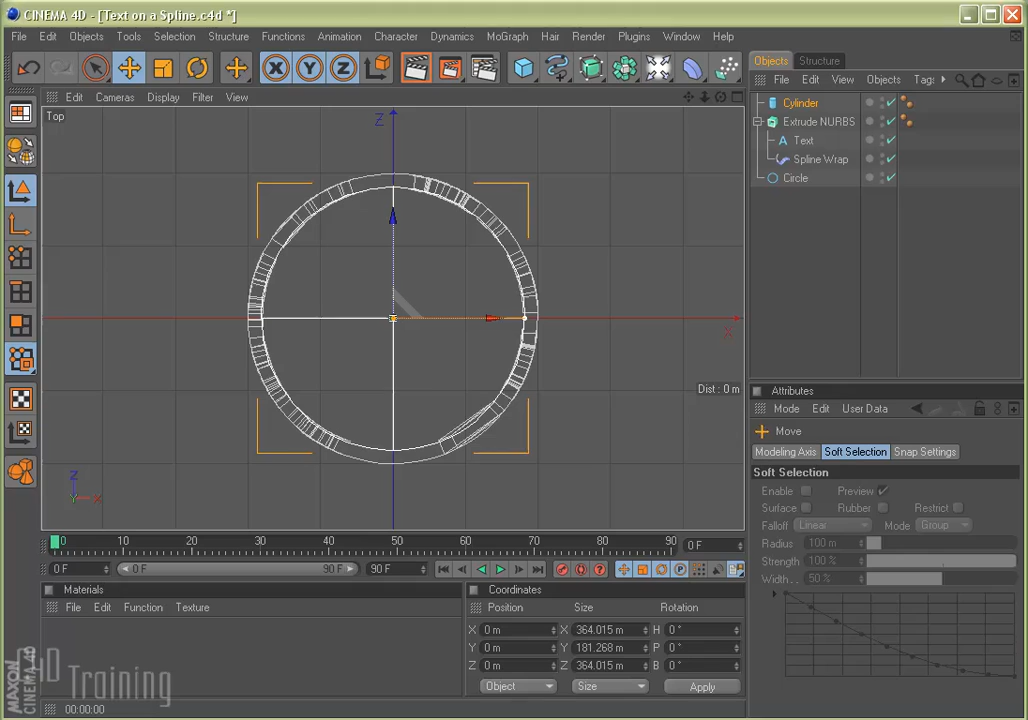 CINEMA 4D - [Text on a Spline.c4d *]
File Edit Objects Tools Selection Structure Functions Animation Character Dynamics MoGraph Hair Render Plugins Window Help
Objects Structure
File Edit View Objects Tags
Edit Cameras Display Filter View
Top
Z
X
Dist : 0 m
Z
Y X
Cylinder
Extrude NURBS
Text
Spline Wrap
Circle
Attributes
Mode Edit User Data
Move
Modeling Axis Soft Selection Snap Settings
Soft Selection
Enable Preview
Surface Rubber Restrict
Falloff Linear Mode Group
Radius 100 m
Strength 100 %
Width . . 50 %
0 10 20 30 40 50 60 70 80 90 0 F
0 F 0 F 90 F 90 F
Materials
File Edit Function Texture
Coordinates
Position Size Rotation
X 0 m X 364.015 m H 0 °
Y 0 m Y 181.268 m P 0 °
Z 0 m Z 364.015 m B 0 °
Object Size Apply
MAXON
CINEMA 4D
C4D Training
00:00:00